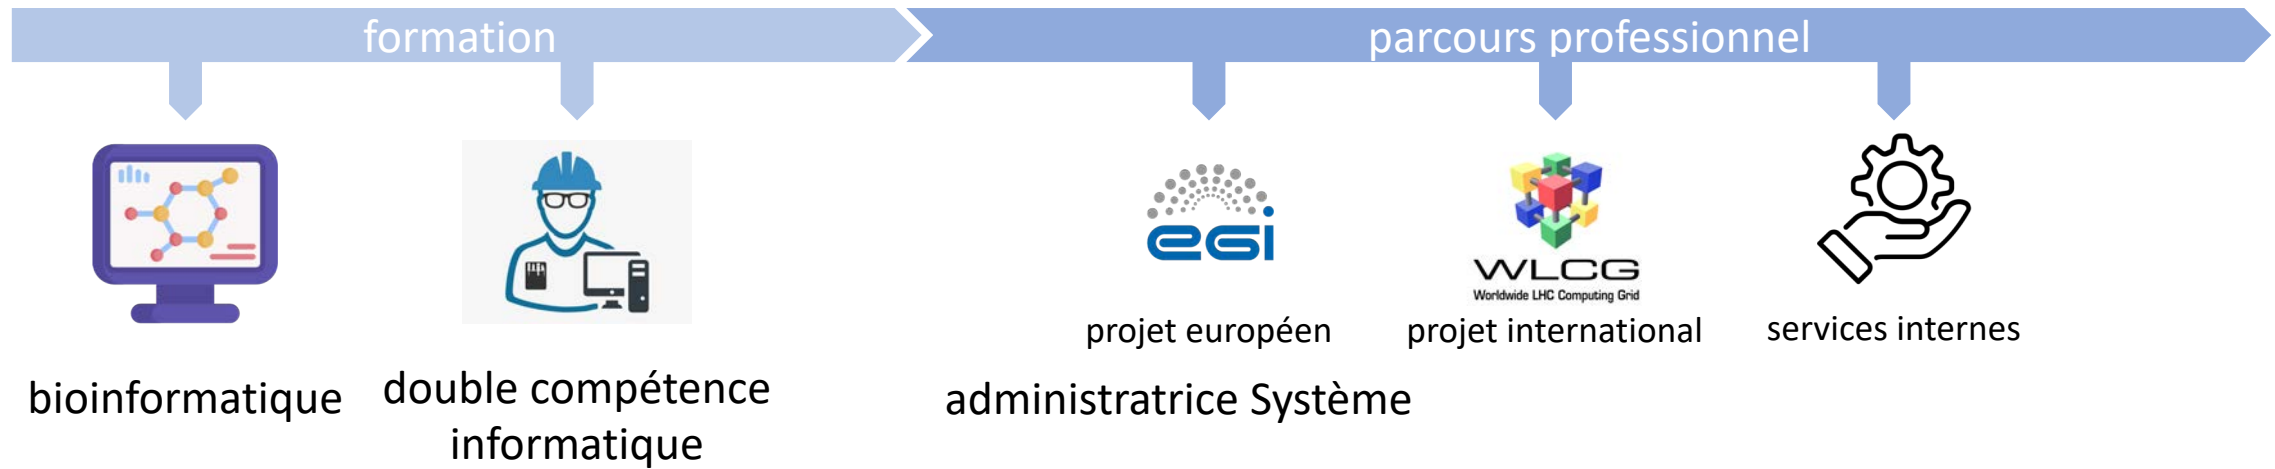 formation
parcours professionnel
egi
WLCG
Worldwide LHC Computing Grid
projet européen
projet international
services internes
bioinformatique
double compétence
informatique
administratrice Système